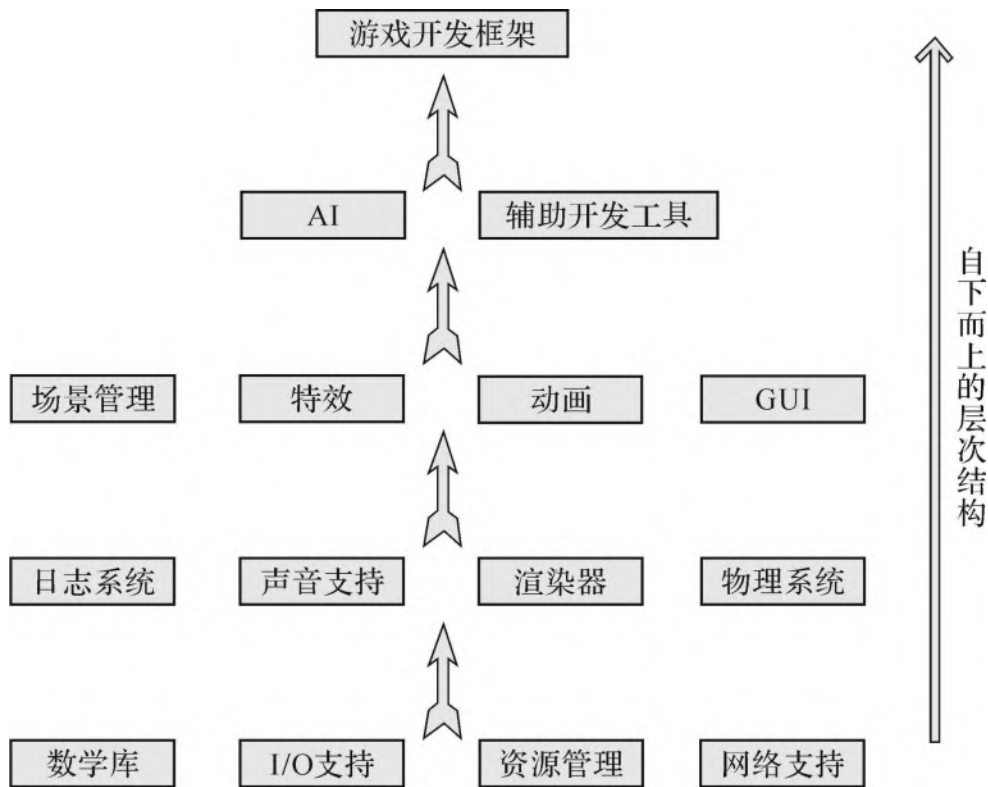 游戏开发框架
AI
辅助开发工具
场景管理
特效
动画
GUI
日志系统
声音支持
渲染器
物理系统
数学库
I/O支持
资源管理
网络支持
自下而上的层次结构